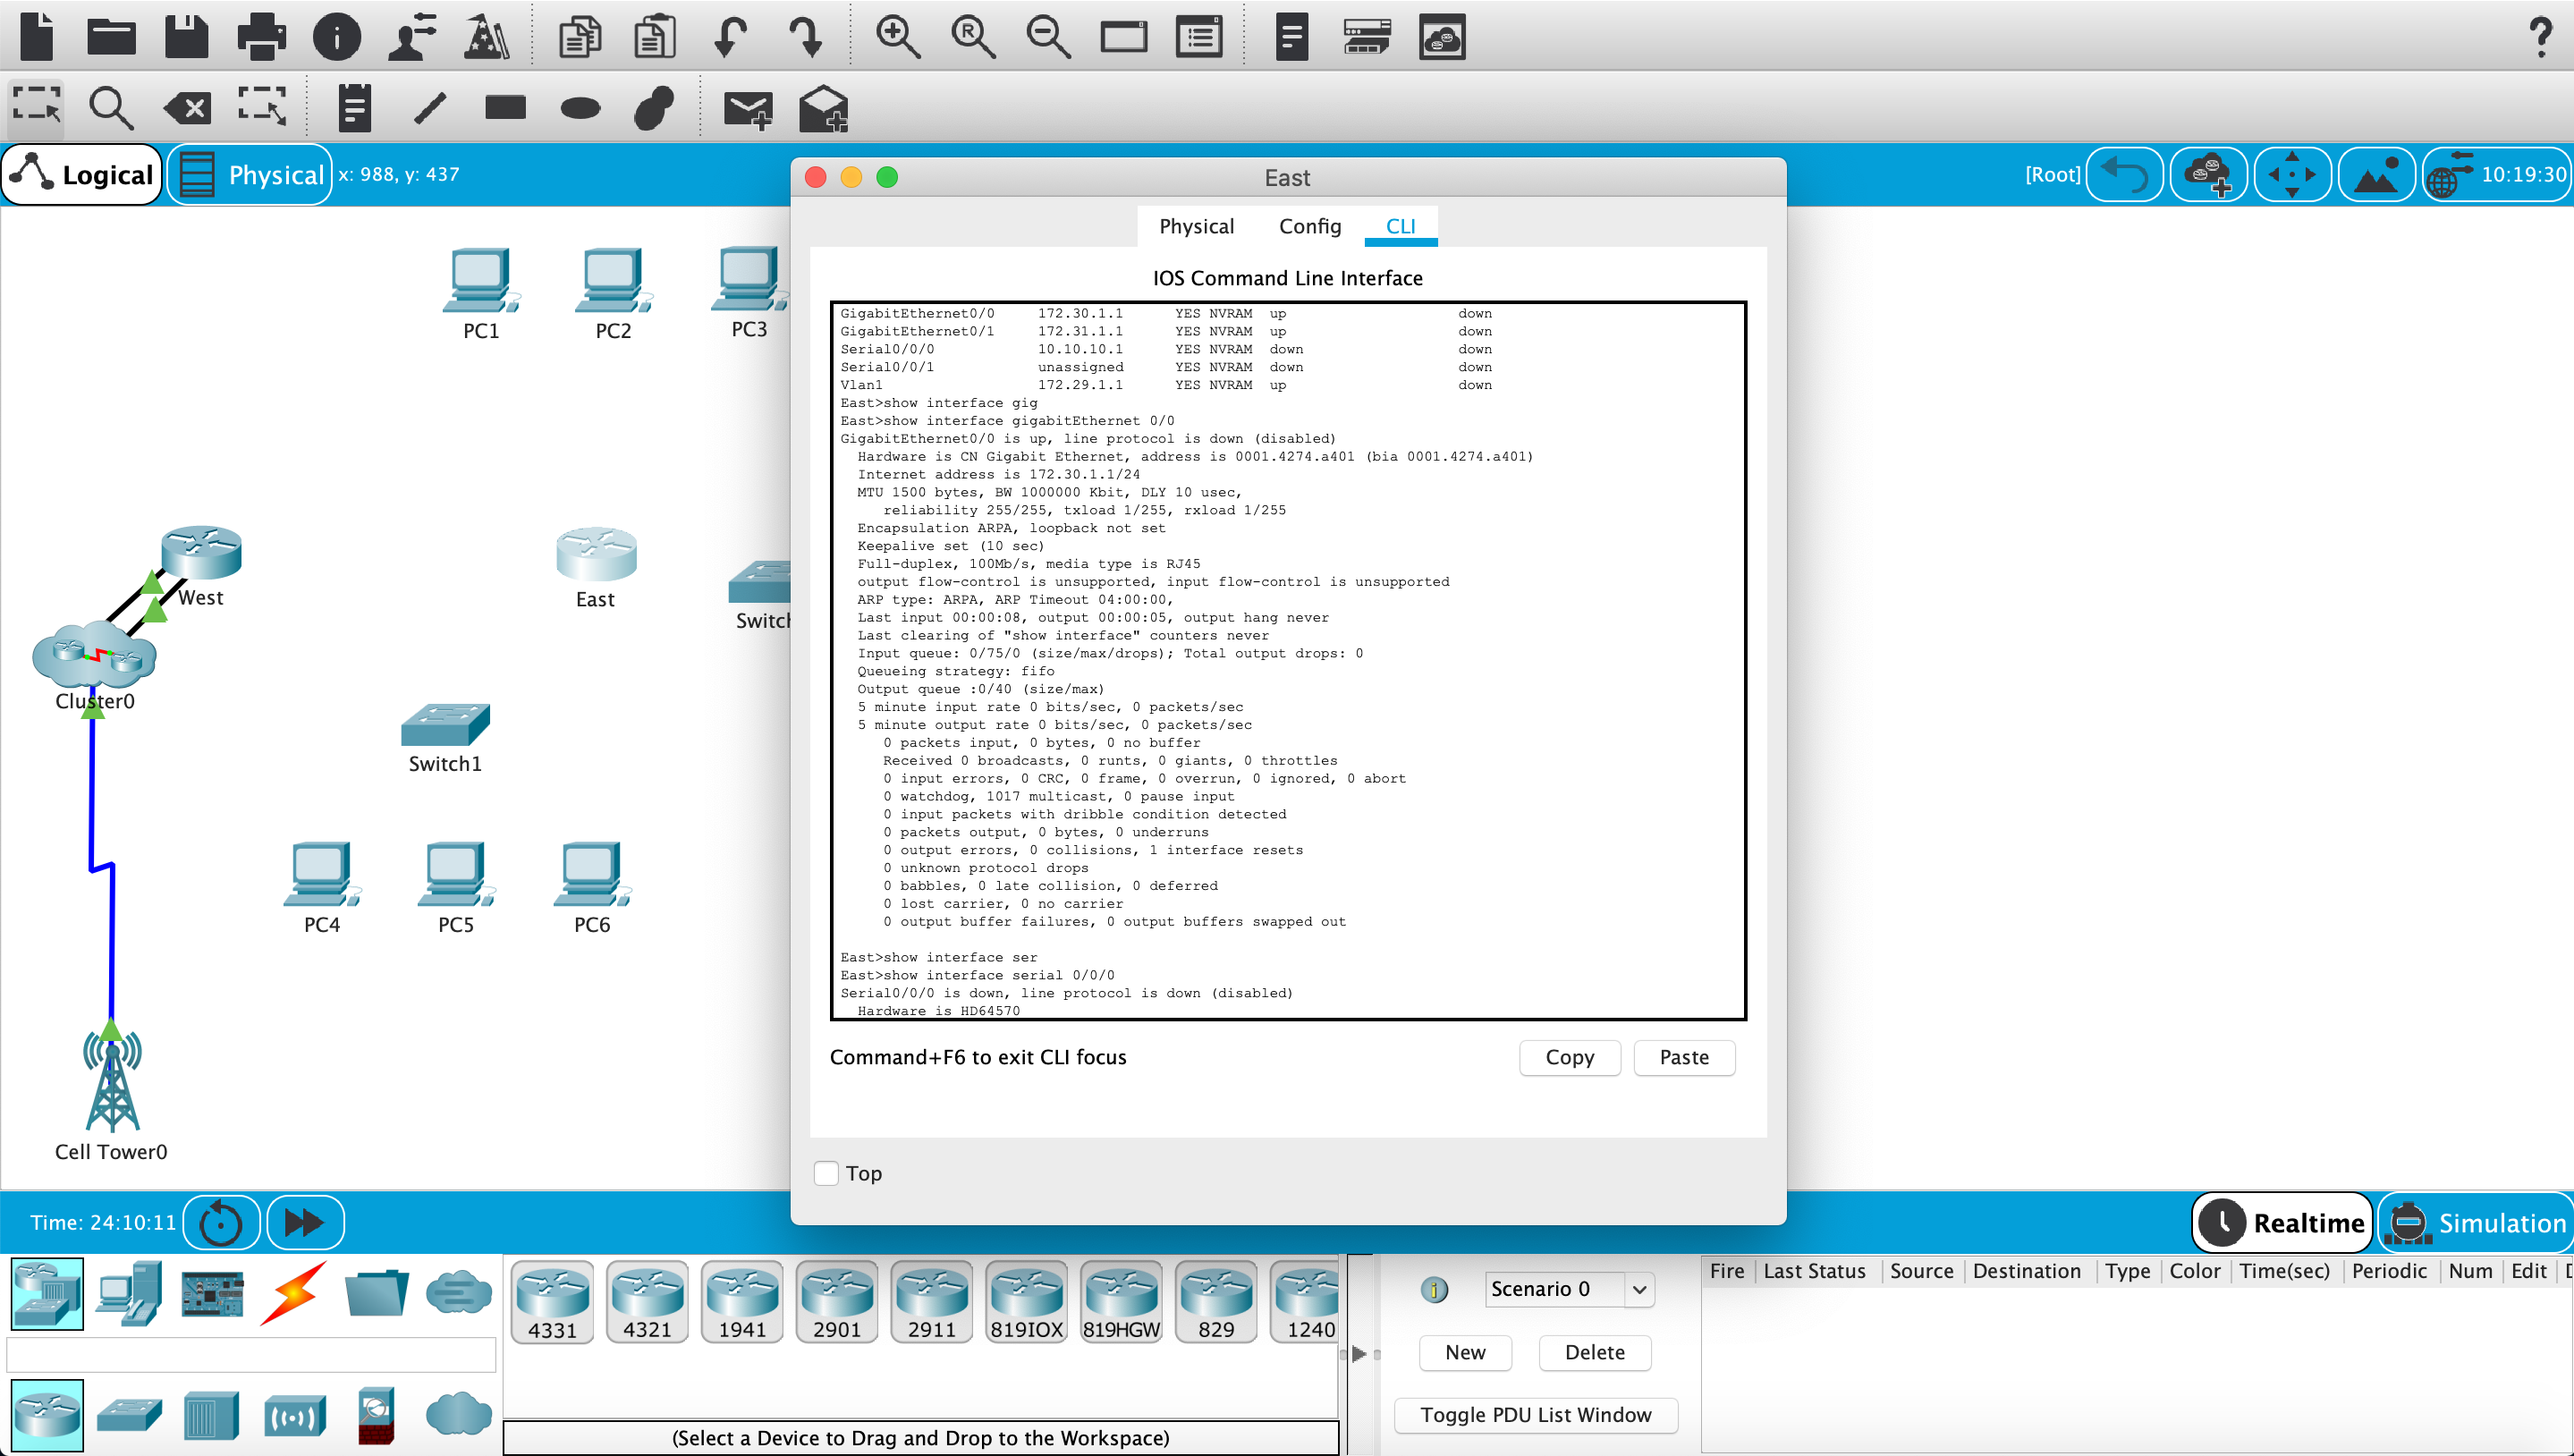 Logical
Physical
x: 988, y: 437
[Root]
10:19:30
East
Physical
Config
CLI
IOS Command Line Interface
GigabitEthernet0/0 172.30.1.1 YES NVRAM up down
GigabitEthernet0/1 172.31.1.1 YES NVRAM up down
Serial0/0/0 10.10.10.1 YES NVRAM down down
Serial0/0/1 unassigned YES NVRAM down down
Vlan1 172.29.1.1 YES NVRAM up down
East>show interface gig
East>show interface gigabitEthernet 0/0
GigabitEthernet0/0 is up, line protocol is down (disabled)
Hardware is CN Gigabit Ethernet, address is 0001.4274.a401 (bia 0001.4274.a401)
Internet address is 172.30.1.1/24
MTU 1500 bytes, BW 1000000 Kbit, DLY 10 usec,
reliability 255/255, txload 1/255, rxload 1/255
Encapsulation ARPA, loopback not set
Keepalive set (10 sec)
Full-duplex, 100Mb/s, media type is RJ45
output flow-control is unsupported, input flow-control is unsupported
ARP type: ARPA, ARP Timeout 04:00:00,
Last input 00:00:08, output 00:00:05, output hang never
Last clearing of "show interface" counters never
Input queue: 0/75/0 (size/max/drops); Total output drops: 0
Queueing strategy: fifo
Output queue :0/40 (size/max)
5 minute input rate 0 bits/sec, 0 packets/sec
5 minute output rate 0 bits/sec, 0 packets/sec
0 packets input, 0 bytes, 0 no buffer
Received 0 broadcasts, 0 runts, 0 giants, 0 throttles
0 input errors, 0 CRC, 0 frame, 0 overrun, 0 ignored, 0 abort
0 watchdog, 1017 multicast, 0 pause input
0 input packets with dribble condition detected
0 packets output, 0 bytes, 0 underruns
0 output errors, 0 collisions, 1 interface resets
0 unknown protocol drops
0 babbles, 0 late collision, 0 deferred
0 lost carrier, 0 no carrier
0 output buffer failures, 0 output buffers swapped out
East>show interface ser
East>show interface serial 0/0/0
Serial0/0/0 is down, line protocol is down (disabled)
Hardware is HD64570
Command+F6 to exit CLI focus
Copy
Paste
Top
PC1
PC2
PC3
West
East
Switch
Cluster0
Switch1
PC4
PC5
PC6
Cell Tower0
Time: 24:10:11
Realtime
Simulation
4331
4321
1941
2901
2911
819IOX
819HGW
829
1240
(Select a Device to Drag and Drop to the Workspace)
Scenario 0
New
Delete
Toggle PDU List Window
Fire Last Status Source Destination Type Color Time(sec) Periodic Num Edit